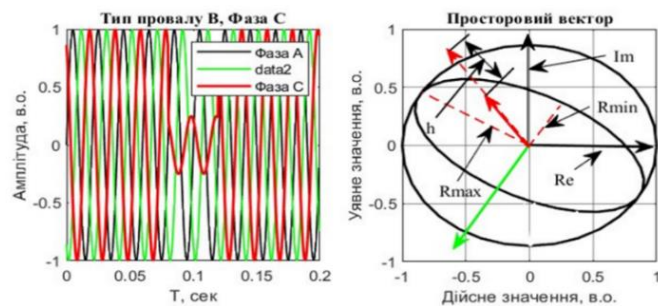 Тип провалу В, Фаза С
Амплітуда, в.о.
1
0.5
0
-0.5
-1
Фаза А
data2
Фаза С
0
0.05
0.1
0.15
0.2
Т, сек
Просторовий вектор
Уявне значення, в.о.
1
0.5
0
-0.5
-1
Im
Rmin
h
Rmax
Re
-1
-0.5
0
0.5
1
Дійсне значення, в.о.